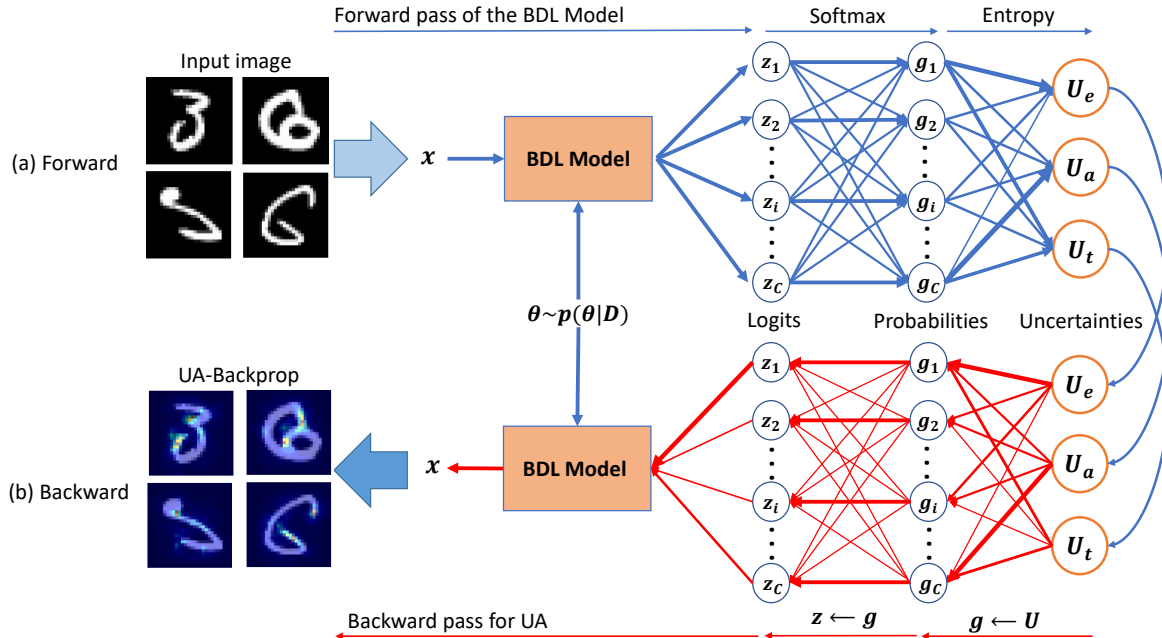 Forward pass of the BDL Model
Softmax
Entropy
Input image
(a) Forward
x
BDL Model
z1
z2
zi
zC
g1
g2
gi
gC
Ue
Ua
Ut
θ~p(θ|D)
Logits
Probabilities
Uncertainties
UA-Backprop
(b) Backward
x
BDL Model
z1
z2
zi
zC
g1
g2
gi
gC
Ue
Ua
Ut
Backward pass for UA
z ← g
g ← U